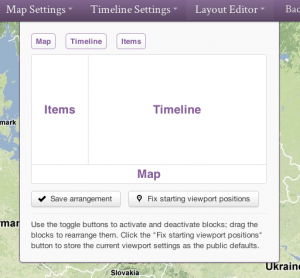 Map Settings Timeline Settings Layout Editor Bac
Map Timeline Items
Items Timeline
Map
Save arrangement Fix starting viewport positions
Use the toggle buttons to activate and deactivate blocks; drag the
blocks to rearrange them. Click the “Fix starting viewport positions”
button to store the current viewport settings as the public defaults.
mark
rman
Ukraine
Slovakia